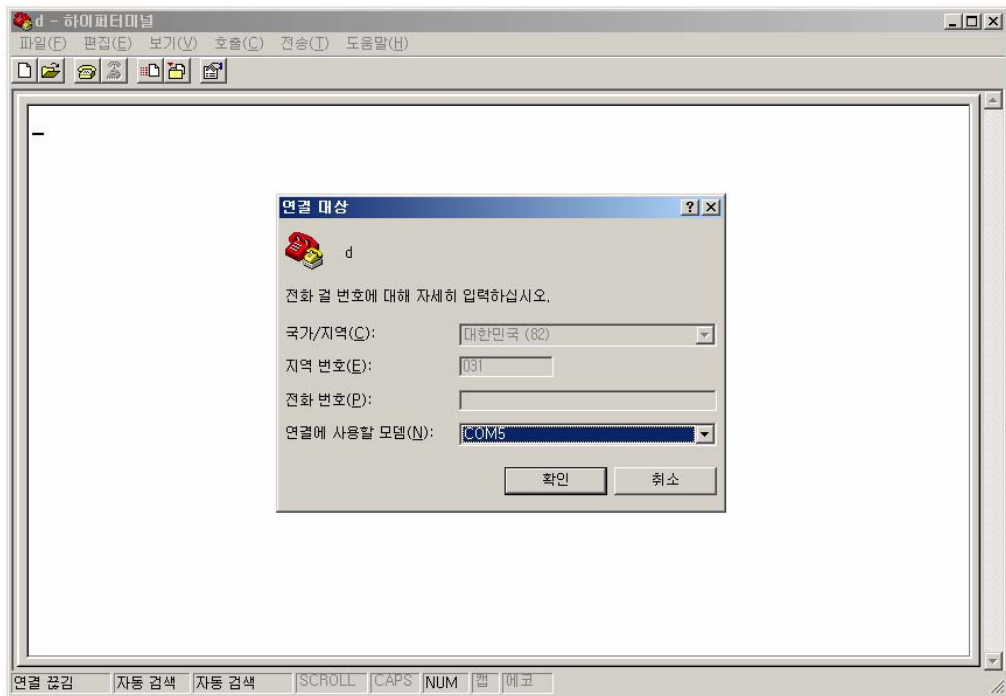 d - 하이퍼터미널
파일(F) 편집(E) 보기(V) 호출(C) 전송(T) 도움말(H)
연결 대상
d
전화 걸 번호에 대해 자세히 입력하십시오.
국가/지역(C): 대한민국 (82)
지역 번호(E): 031
전화 번호(P):
연결에 사용할 모뎀(N): COM5
확인 취소
연결 끊김 자동 검색 자동 검색 SCROLL CAPS NUM 캡 에코